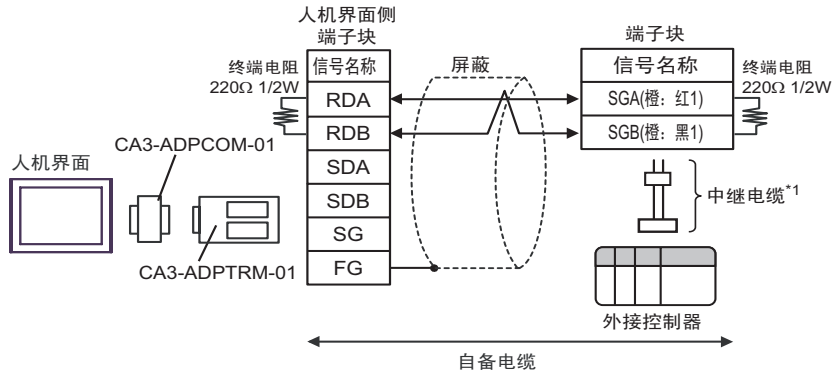 人机界面侧
端子块
信号名称
RDA
RDB
SDA
SDB
SG
FG
终端电阻
220Ω 1/2W
屏蔽
端子块
信号名称
SGA(橙：红1)
SGB(橙：黑1)
终端电阻
220Ω 1/2W
人机界面
CA3-ADPCOM-01
CA3-ADPTRM-01
中继电缆*1
外接控制器
自备电缆